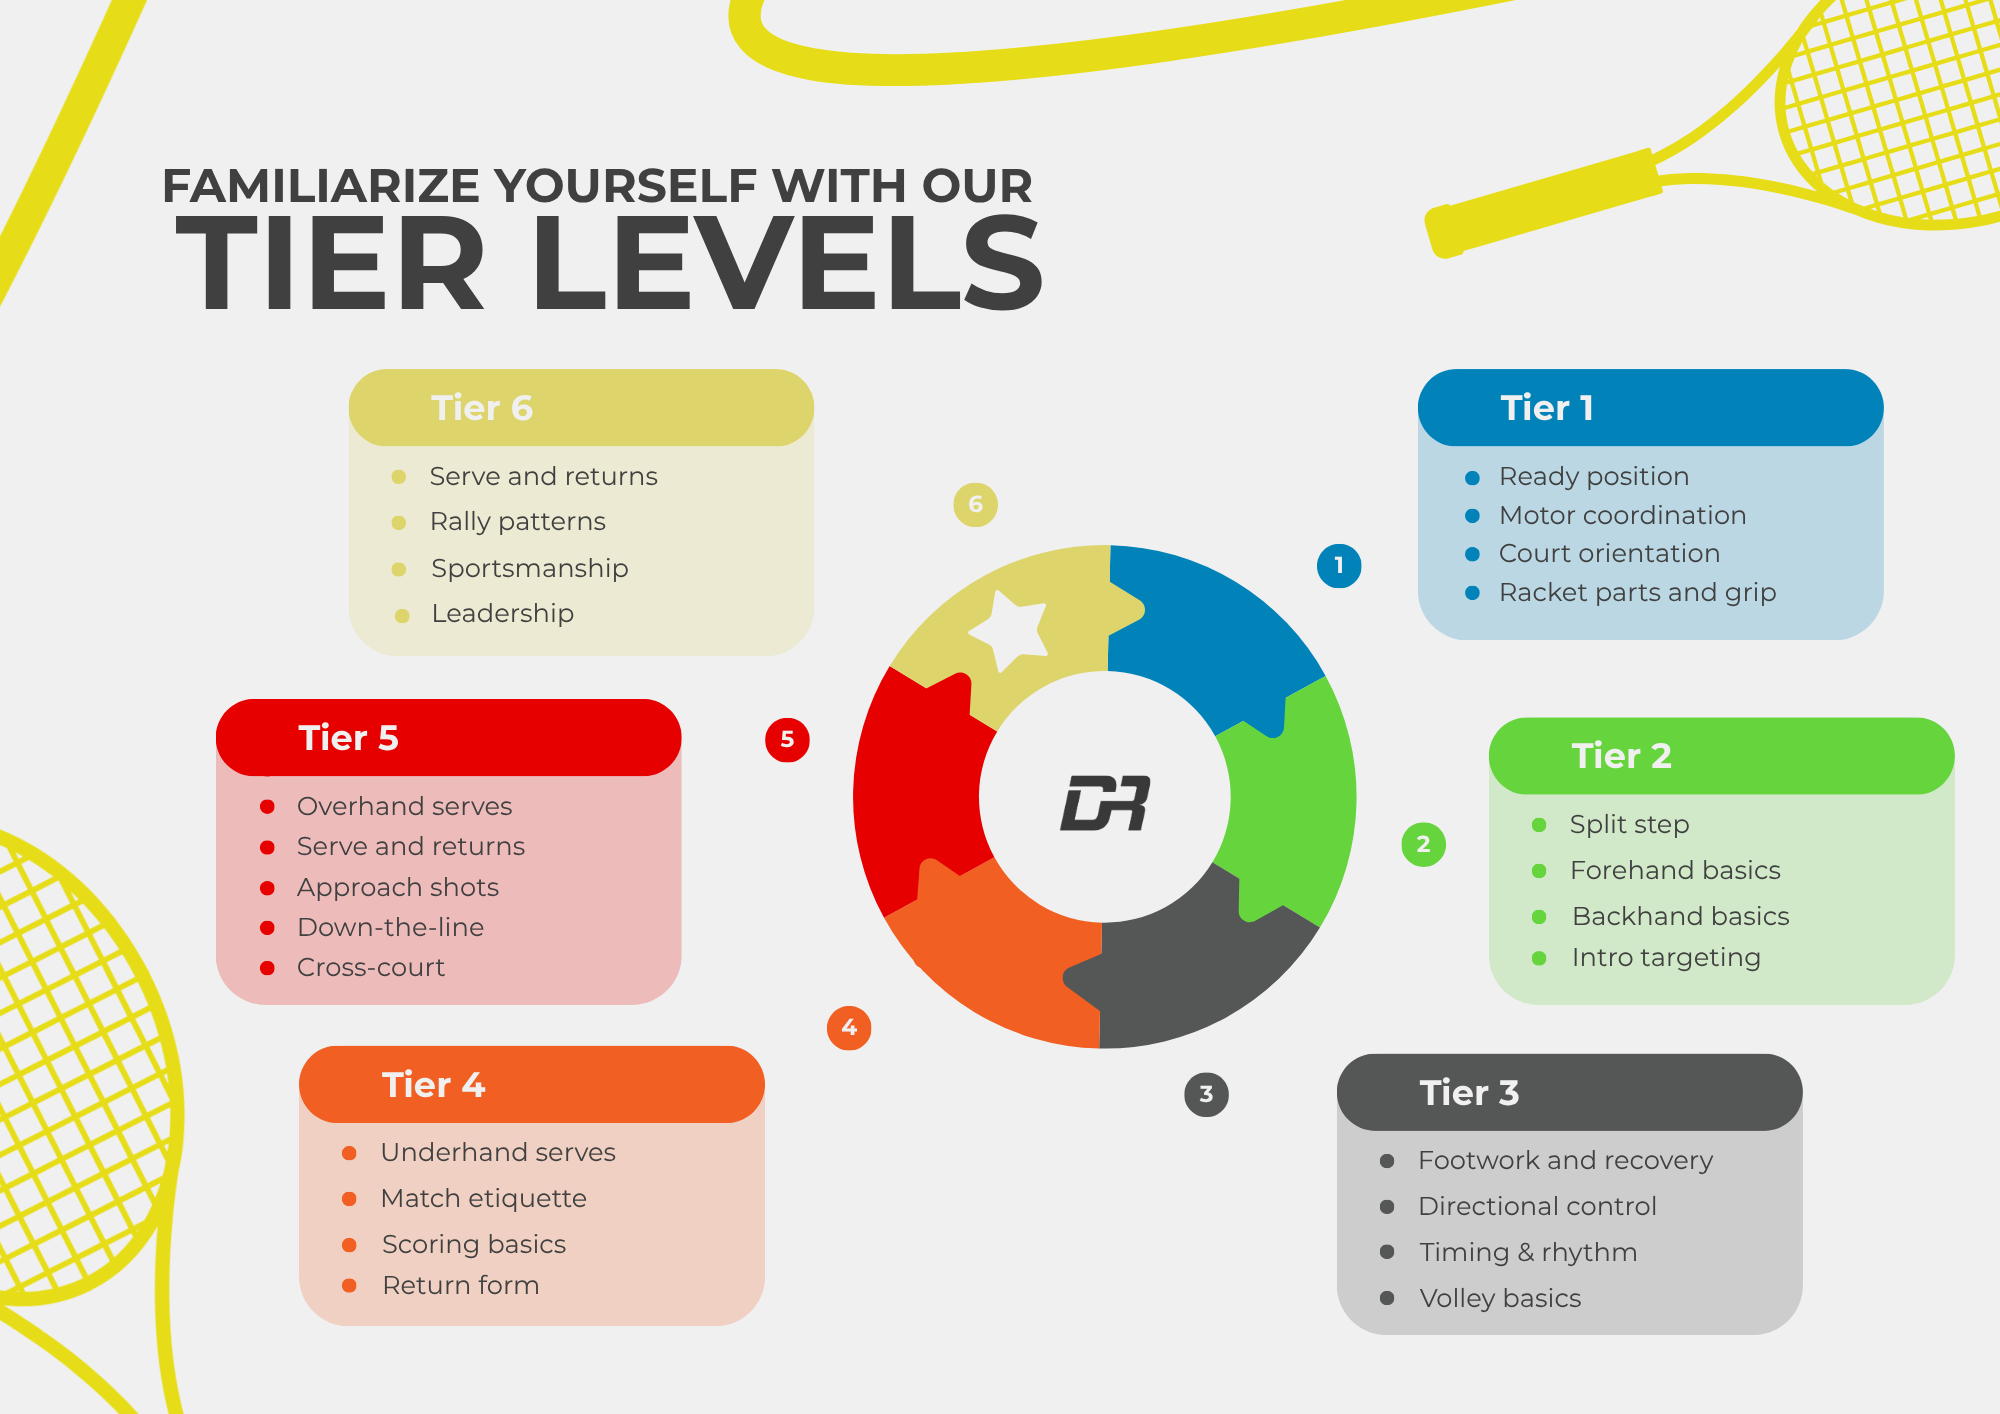 FAMILIARIZE YOURSELF WITH OUR
TIER LEVELS
Tier 6
Serve and returns
Rally patterns
Sportsmanship
Leadership
Tier 1
Ready position
Motor coordination
Court orientation
Racket parts and grip
6
1
Tier 5
Overhand serves
Serve and returns
Approach shots
Down-the-line
Cross-court
5
DR
Tier 2
Split step
Forehand basics
Backhand basics
Intro targeting
2
4
3
Tier 4
Underhand serves
Match etiquette
Scoring basics
Return form
Tier 3
Footwork and recovery
Directional control
Timing & rhythm
Volley basics